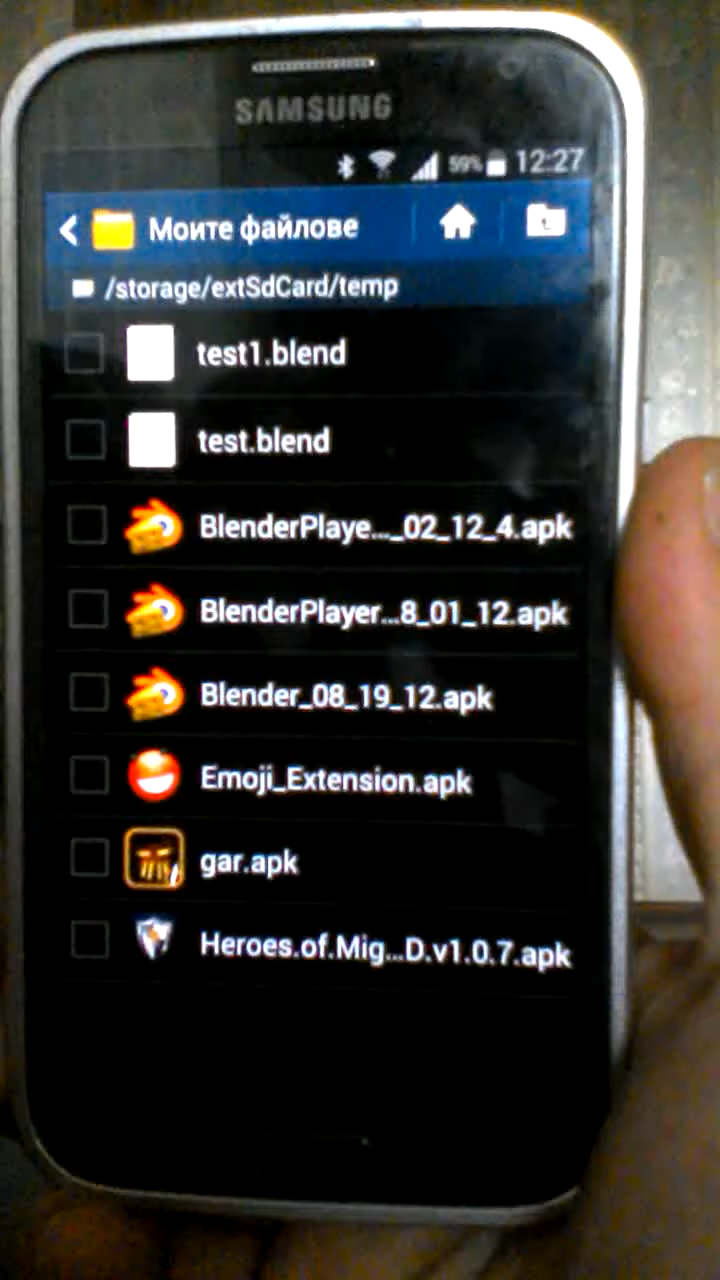 SAMSUNG
59% 12:27
Моите файлове
/storage/extSdCard/temp
test1.blend
test.blend
BlenderPlaye..._02_12_4.apk
BlenderPlayer...8_01_12.apk
Blender_08_19_12.apk
Emoji_Extension.apk
gar.apk
Heroes.of.Mig...D.v1.0.7.apk